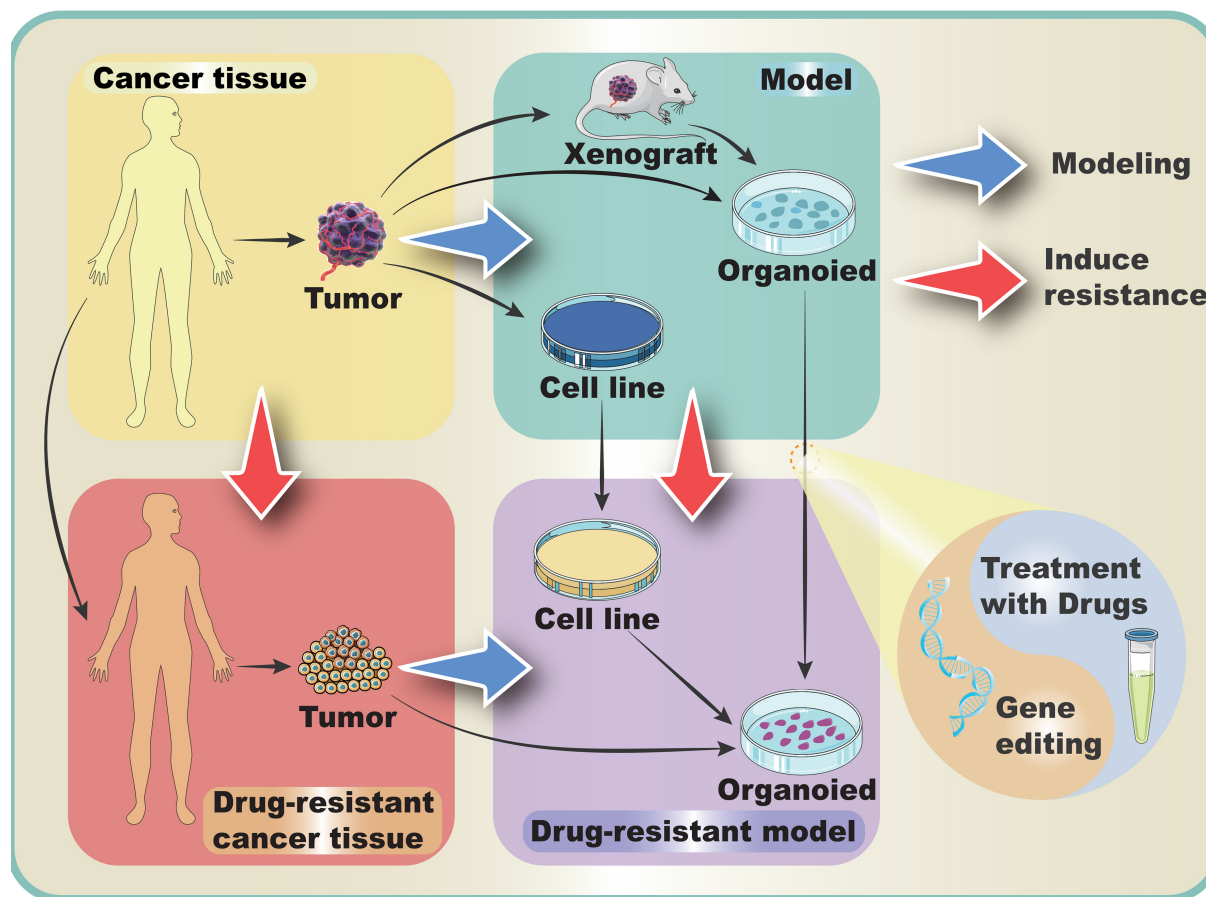 Cancer tissue
Model
Xenograft
Modeling
Tumor
Organoied
Induce
resistance
Cell line
Cell line
Treatment
with Drugs
Gene
editing
Tumor
Organoied
Drug-resistant
cancer tissue
Drug-resistant model